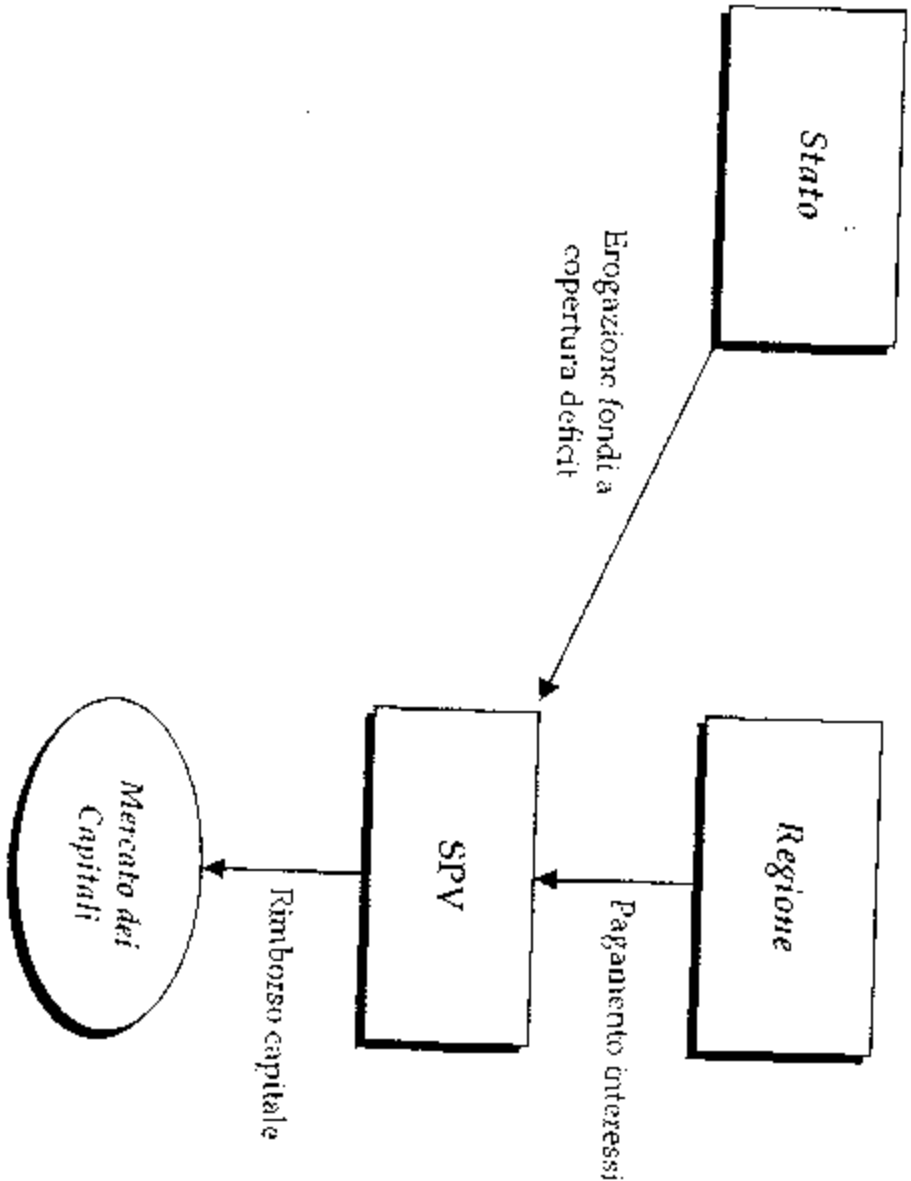 Stato
Erogazione fondi a
copertura deficit
Regione
Pagamento interessi
SPV
Rimborso capitale
Mercato dei
Capitali